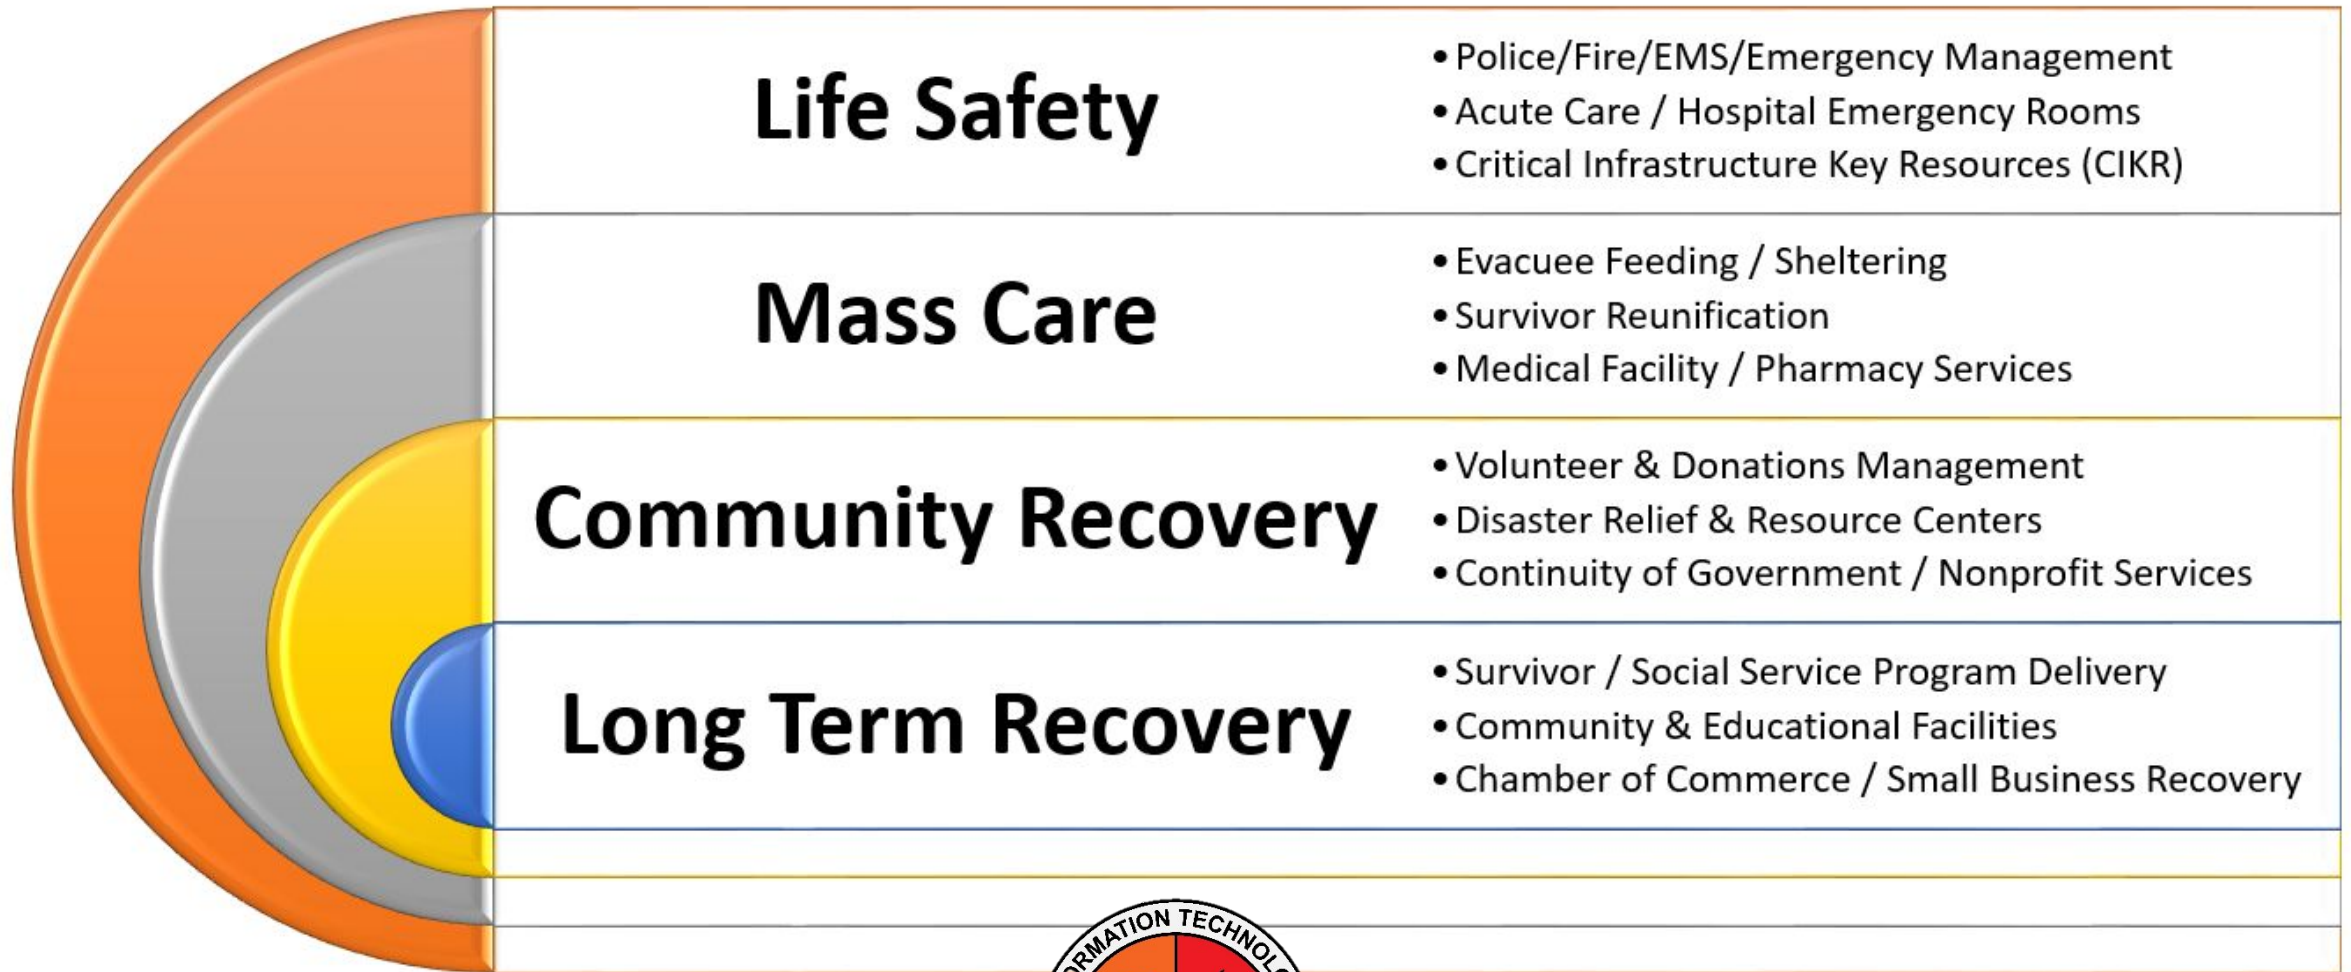 Life Safety
• Police/Fire/EMS/Emergency Management
• Acute Care / Hospital Emergency Rooms
• Critical Infrastructure Key Resources (CIKR)
Mass Care
• Evacuee Feeding / Sheltering
• Survivor Reunification
• Medical Facility / Pharmacy Services
Community Recovery
• Volunteer & Donations Management
• Disaster Relief & Resource Centers
• Continuity of Government / Nonprofit Services
Long Term Recovery
• Survivor / Social Service Program Delivery
• Community & Educational Facilities
• Chamber of Commerce / Small Business Recovery